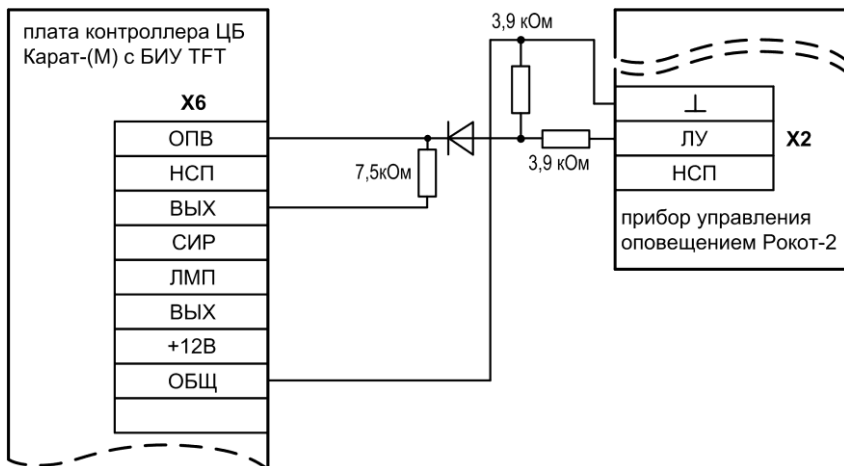 плата контроллера ЦБ
Карат-(М) с БИУ TFT
X6
ОПВ
НСП
ВЫХ
СИР
ЛМП
ВЫХ
+12В
ОБЩ
7,5кОм
3,9 кОм
3,9 кОм
⊥
ЛУ
НСП
X2
прибор управления
оповещением Рокот-2